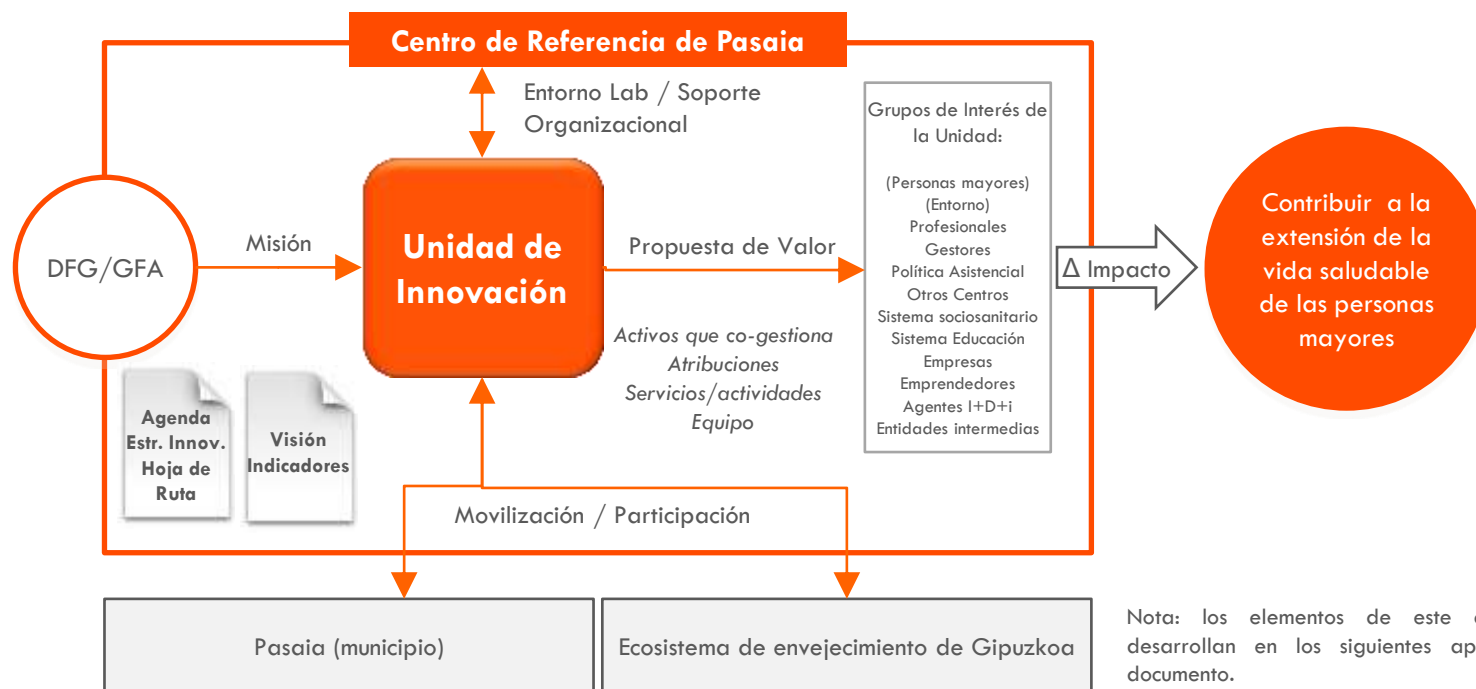 Centro de Referencia de Pasaia
Entorno Lab / Soporte
Organizacional
DFG/GFA
Misión
Unidad de
Innovación
Propuesta de Valor
Activos que co-gestiona
Atribuciones
Servicios/actividades
Equipo
Grupos de Interés de
la Unidad:
(Personas mayores)
(Entorno)
Profesionales
Gestores
Política Asistencial
Otros Centros
Sistema sociosanitario
Sistema Educación
Empresas
Emprendedores
Agentes I+D+i
Entidades intermedias
Δ Impacto
Contribuir a la
extensión de la
vida saludable
de las personas
mayores
Agenda
Estr. Innov.
Hoja de
Ruta
Visión
Indicadores
Movilización / Participación
Pasaia (municipio)
Ecosistema de envejecimiento de Gipuzkoa
Nota: los elementos de este
desarrollan en los siguientes
documento.